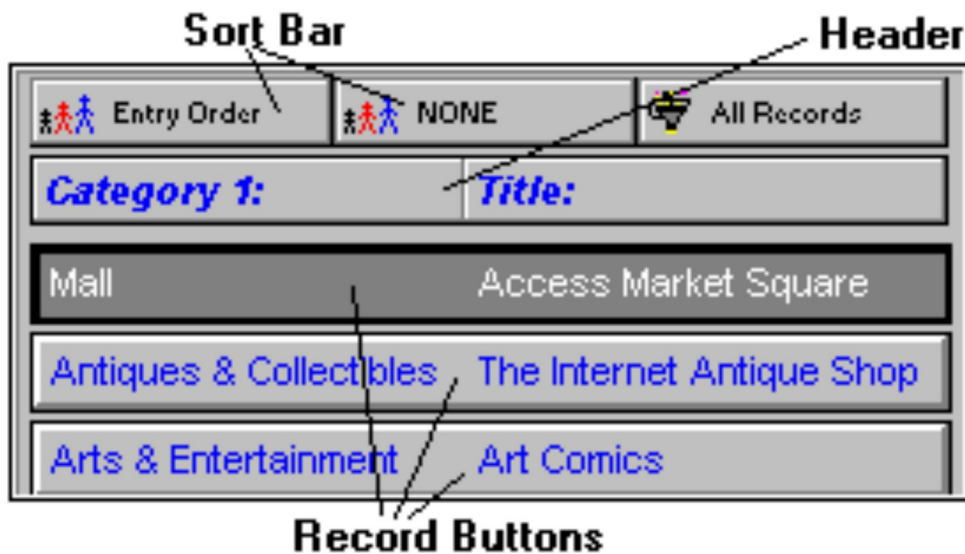 Sort Bar Header
Entry Order NONE All Records
Category 1: Title:
Mall Access Market Square
Antiques & Collectibles The Internet Antique Shop
Arts & Entertainment Art Comics
Record Buttons